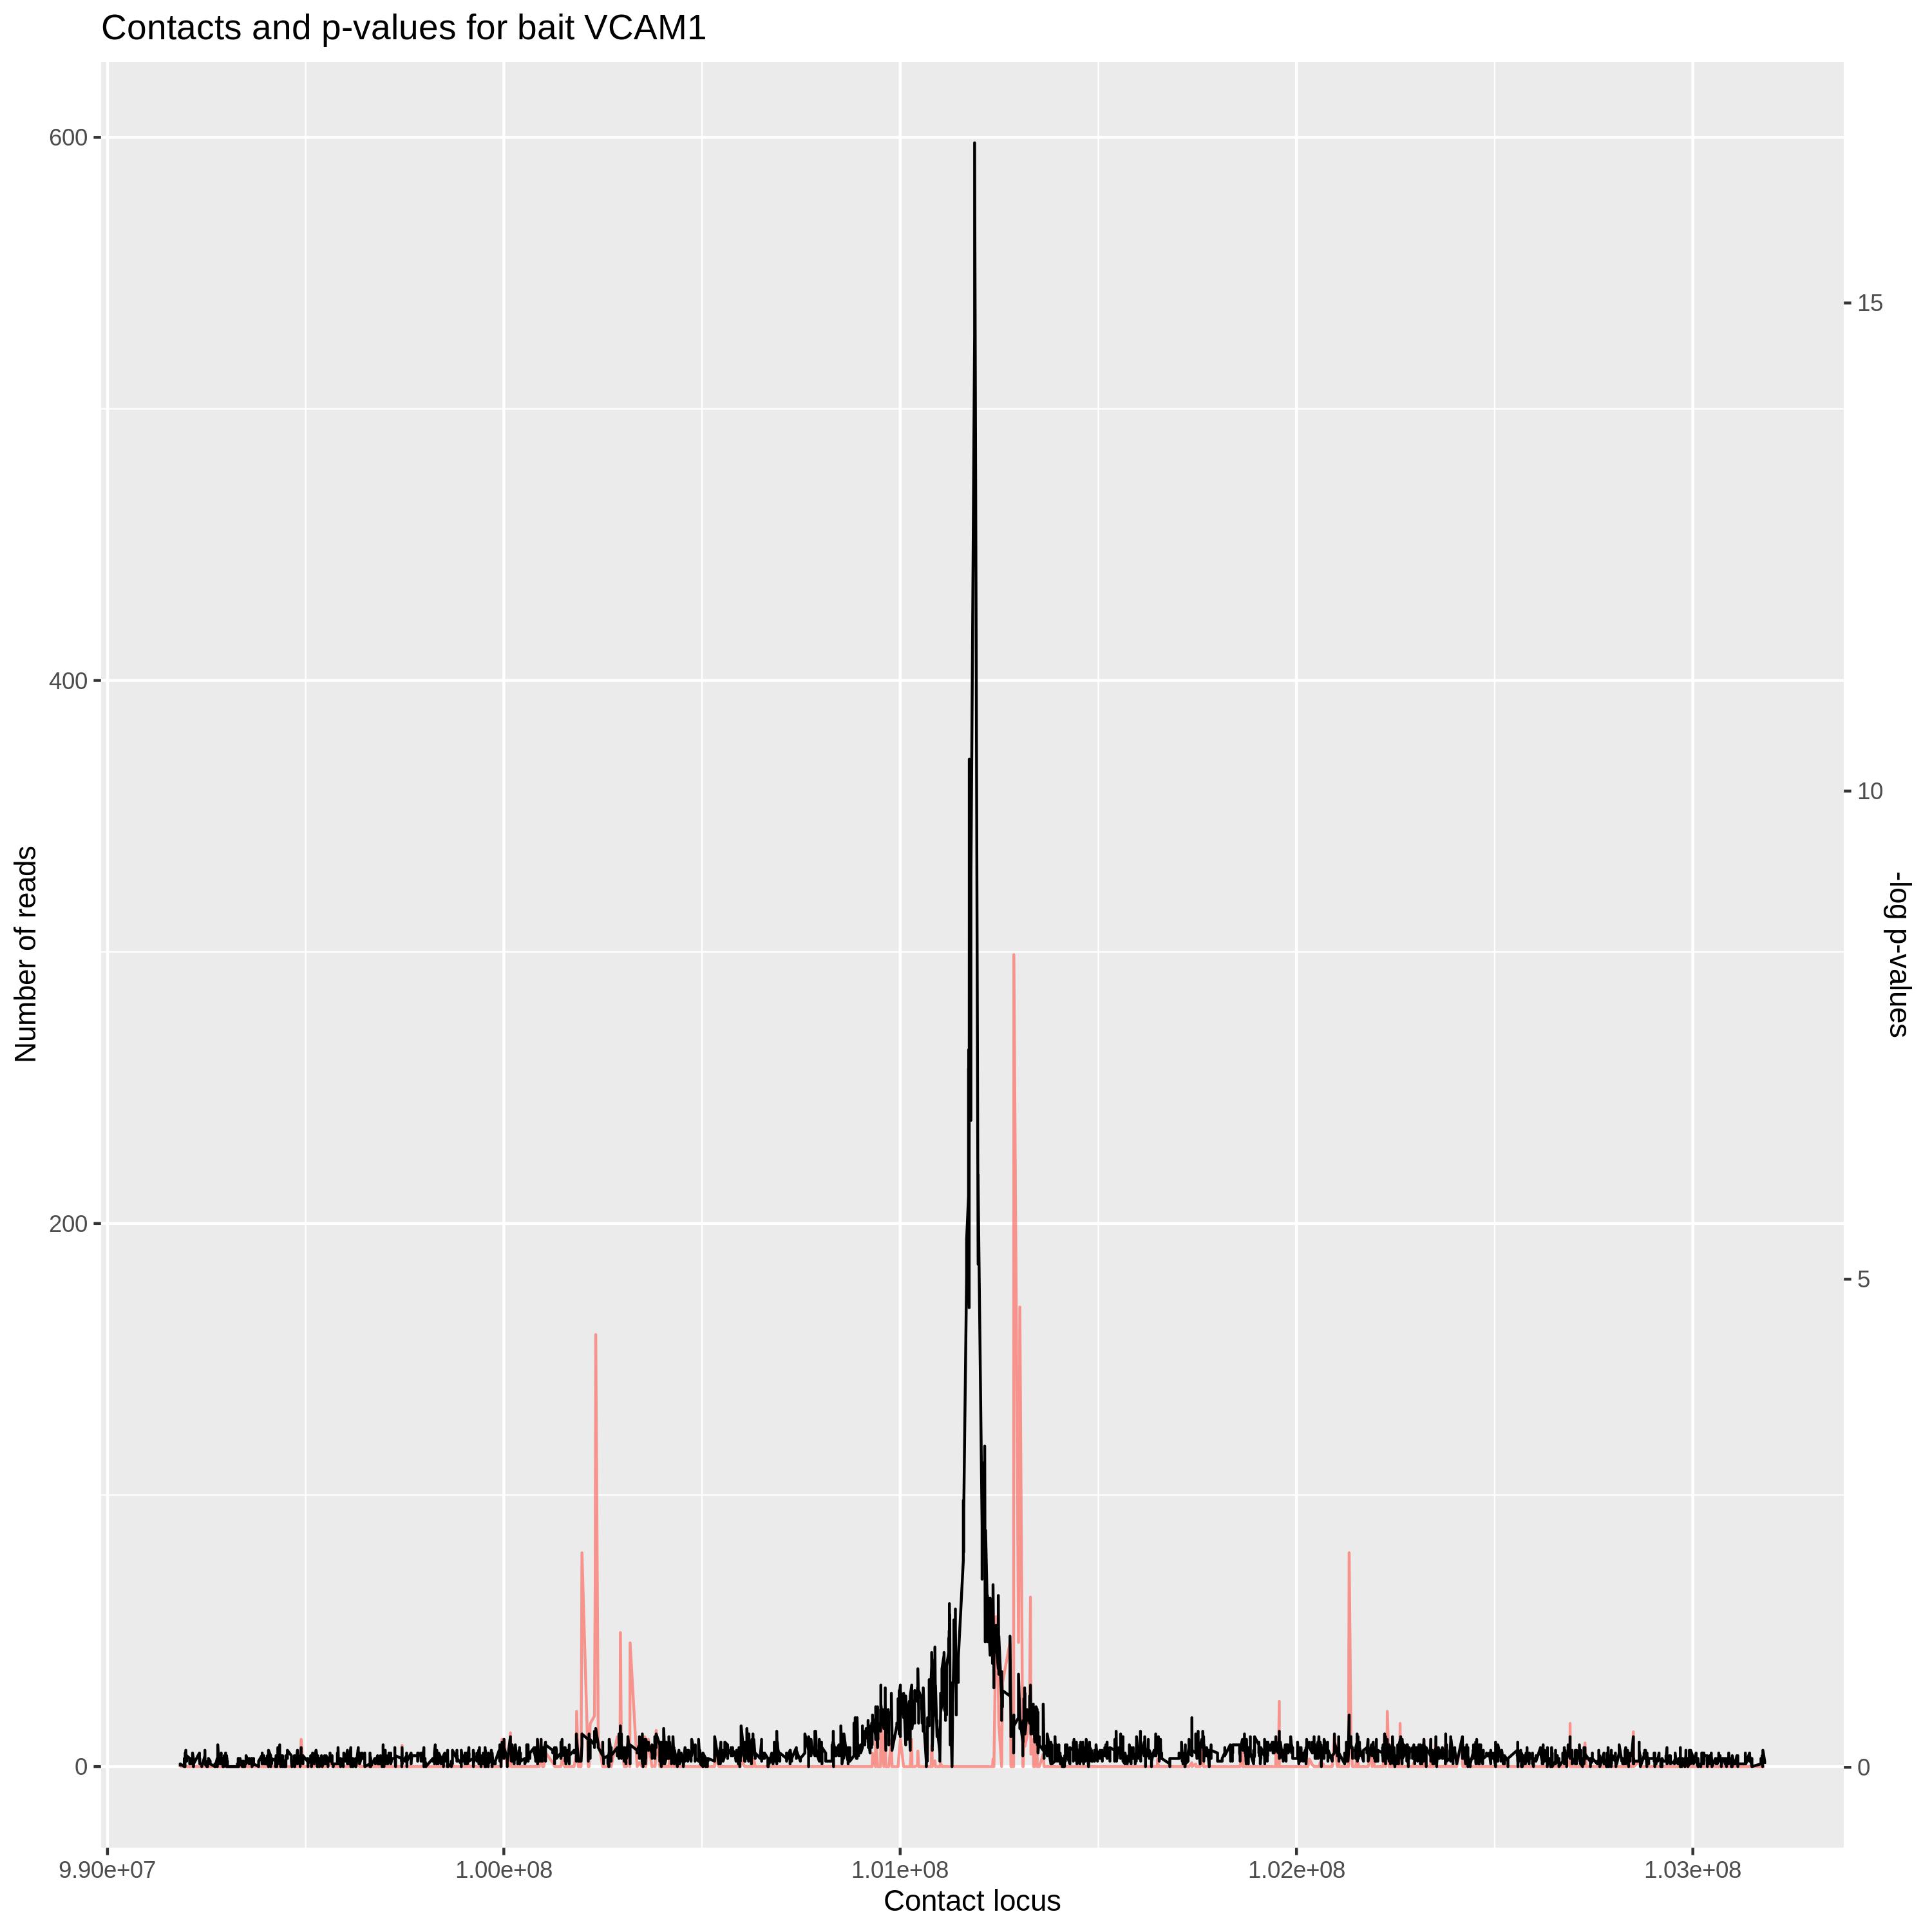 Contacts and p-values for bait VCAM1
600
400
200
0
Number of reads
15
10
5
0
-log p-values
9.90e+07
1.00e+08
1.01e+08
1.02e+08
1.03e+08
Contact locus